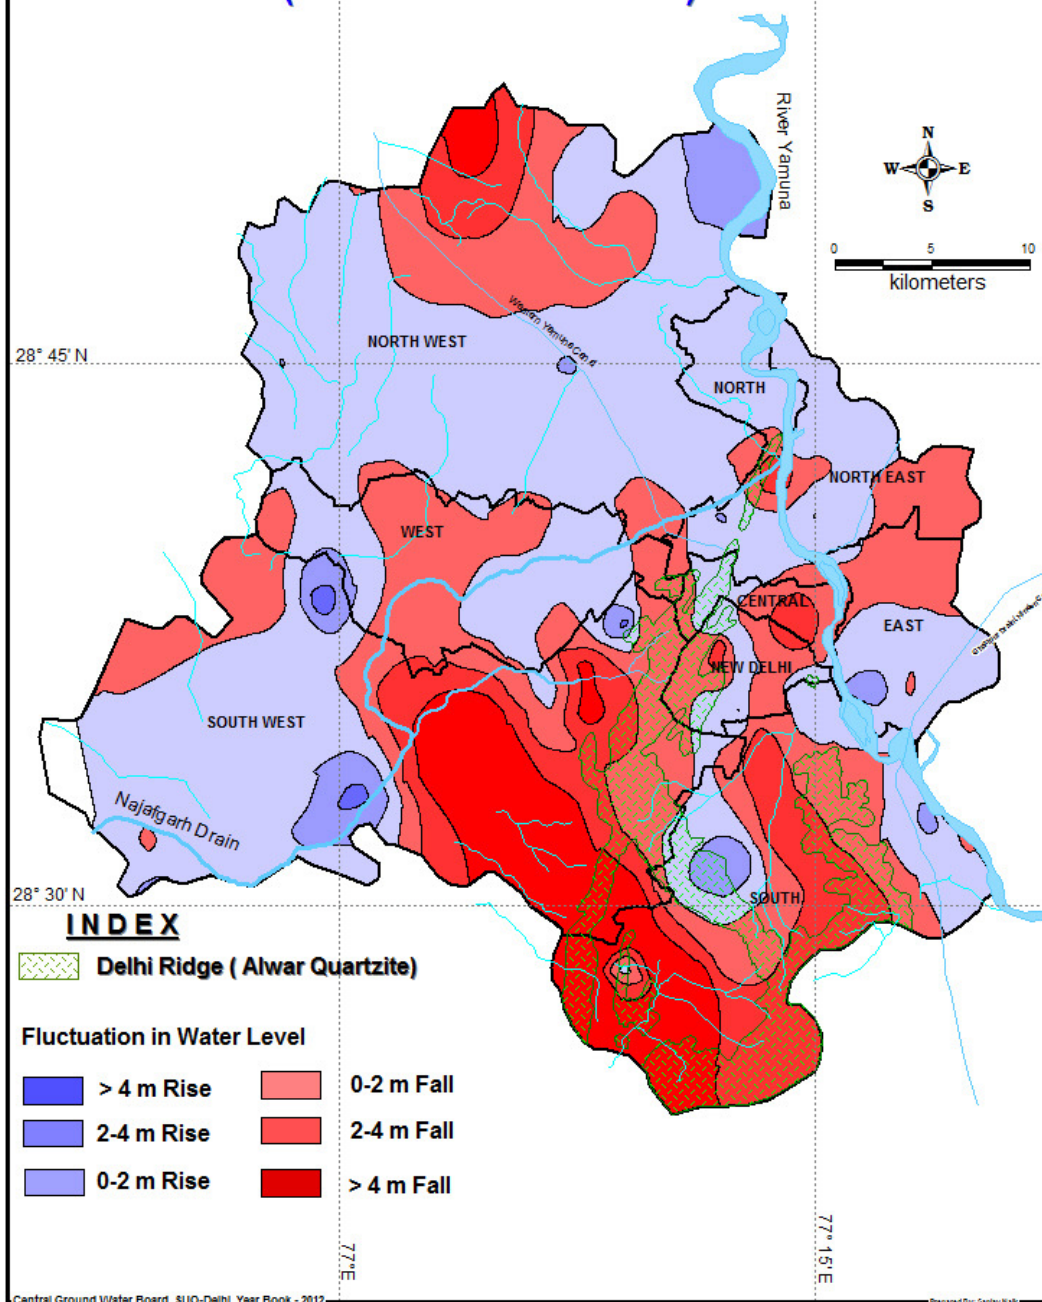 River Yamuna
N
W E
S
0 5 10
kilometers
Western Yamuna Canal
NORTH WEST
28° 45' N
NORTH
NORTH EAST
WEST
CENTRAL
EAST
NEW DELHI
SOUTH WEST
Najafgarh Drain
28° 30' N
SOUTH
INDEX
Delhi Ridge ( Alwar Quartzite)
Fluctuation in Water Level
> 4 m Rise
0-2 m Fall
2-4 m Rise
2-4 m Fall
0-2 m Rise
> 4 m Fall
77°E
77° 15' E
Central Ground Water Board, SUO-Delhi, Year Book - 2012